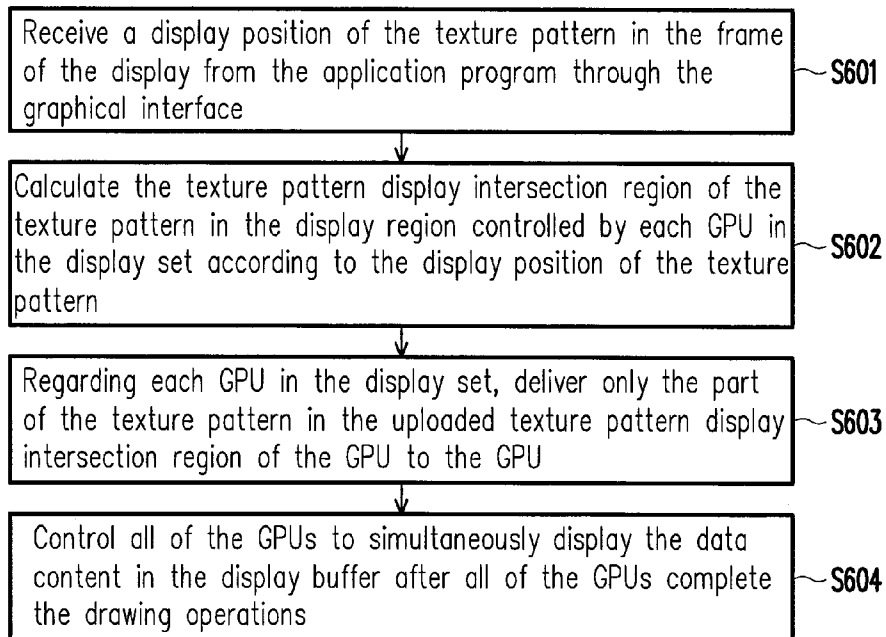 Receive a display position of the texture pattern in the frame
of the display from the application program through the
graphical interface
S601
Calculate the texture pattern display intersection region of the
texture pattern in the display region controlled by each GPU in
the display set according to the display position of the texture
pattern
S602
Regarding each GPU in the display set, deliver only the part
of the texture pattern in the uploaded texture pattern display
intersection region of the GPU to the GPU
S603
Control all of the GPUs to simultaneously display the data
content in the display buffer after all of the GPUs complete
the drawing operations
S604